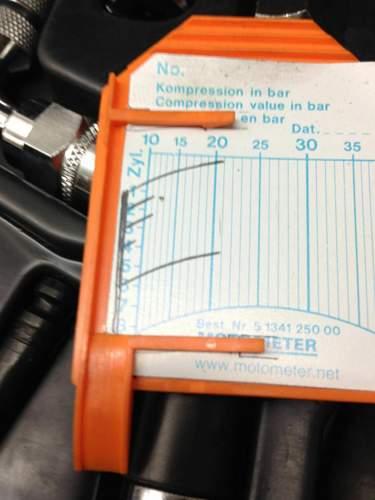 No.
Kompression in bar
Compression value in bar
en bar
Dat.
10 15 20 25 30 35
Zyl.
Best. Nr. 5 1341 250 00
METER
www.motometer.net